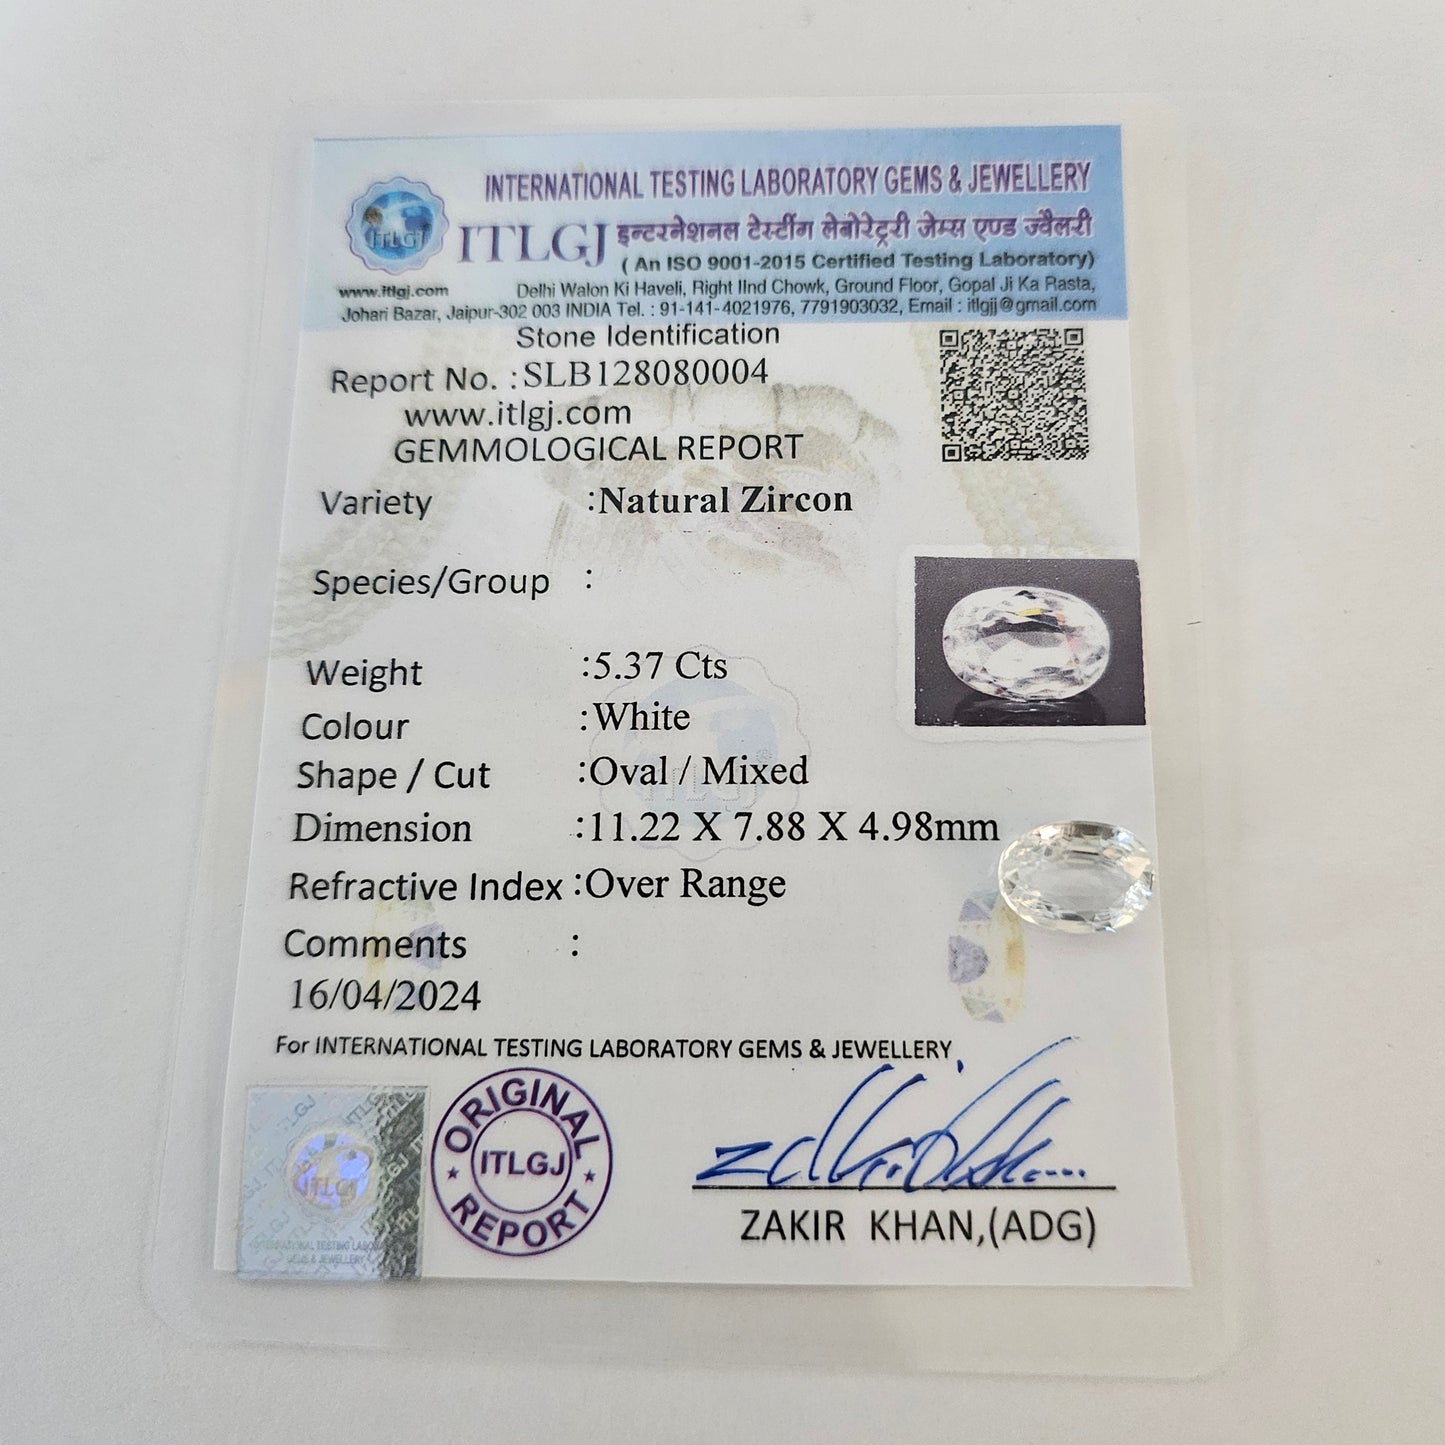 INTERNATIONAL TESTING LABORATORY GEMS & JEWELLERY
ITLGJ
ITLGJ इन्टरनेशनल टेस्टींग लेबोरेट्ररी जेम्स एण्ड ज्वैलरी
( An ISO 9001-2015 Certified Testing Laboratory)
www.itlgj.com Delhi Walon Ki Haveli, Right IInd Chowk, Ground Floor, Gopal Ji Ka Rasta,
Johari Bazar, Jaipur-302 003 INDIA Tel. : 91-141-4021976, 7791903032, Email : itlgjj@gmail.com
Stone Identification
Report No. :SLB128080004
www.itlgj.com
GEMMOLOGICAL REPORT
Variety :Natural Zircon
Species/Group :
Weight :5.37 Cts
Colour :White
Shape / Cut :Oval / Mixed
Dimension :11.22 X 7.88 X 4.98mm
Refractive Index :Over Range
Comments :
16/04/2024
For INTERNATIONAL TESTING LABORATORY GEMS & JEWELLERY
ORIGINAL
ITLGJ
REPORT
ITLGJ
ZAKIR KHAN,(ADG)